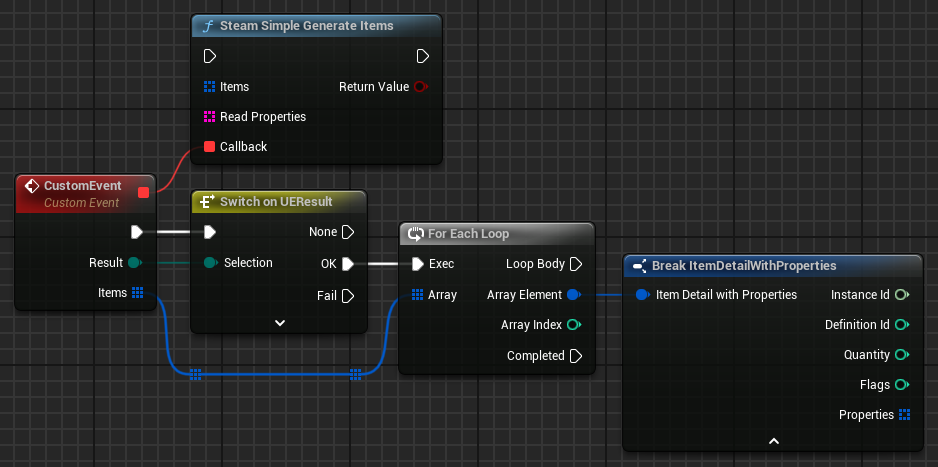 Steam Simple Generate Items
Items
Return Value
Read Properties
Callback
CustomEvent
Custom Event
Result
Items
Switch on UEResult
None
Selection
OK
Fail
For Each Loop
Exec
Loop Body
Array
Array Element
Array Index
Completed
Break ItemDetailWithProperties
Item Detail with Properties
Instance Id
Definition Id
Quantity
Flags
Properties